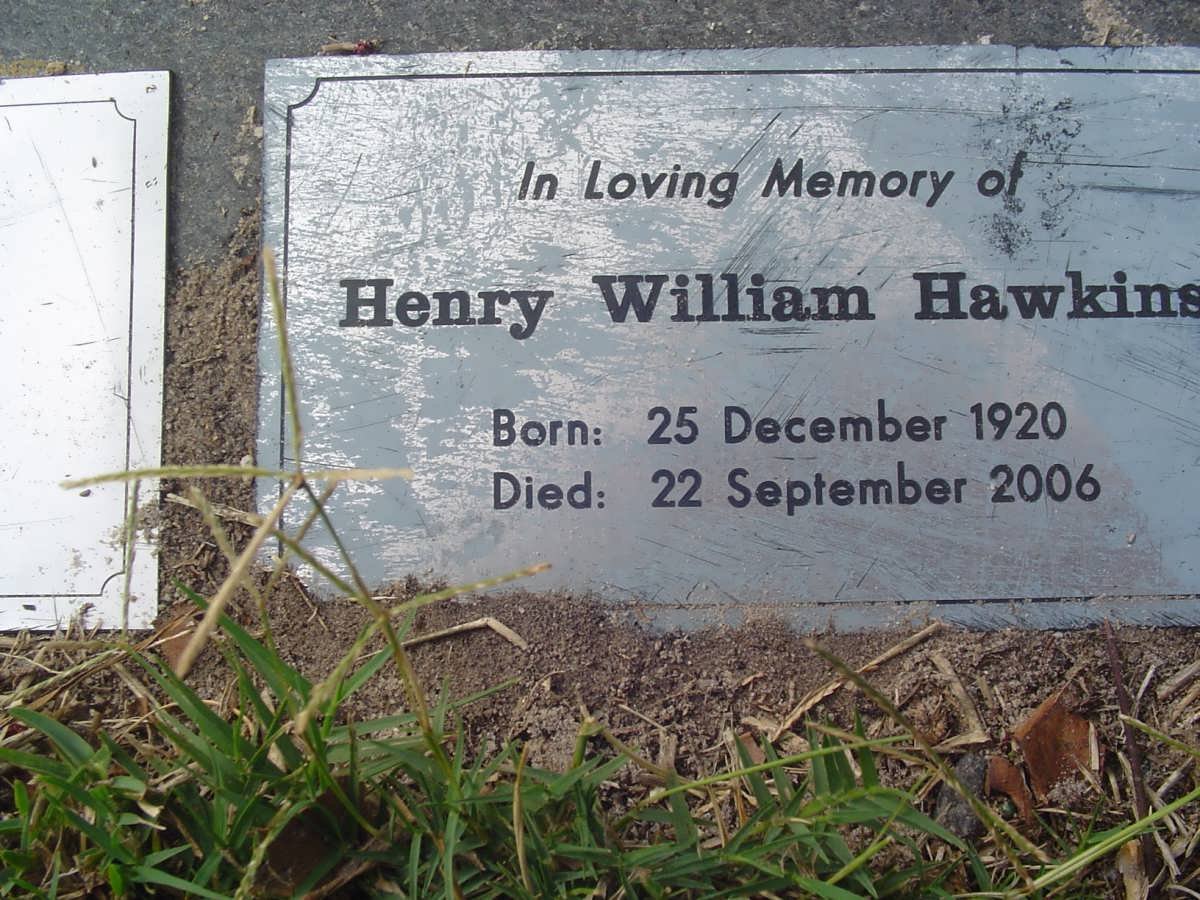 In Loving Memory of
Henry William Hawkins
Born: 25 December 1920
Died: 22 September 2006